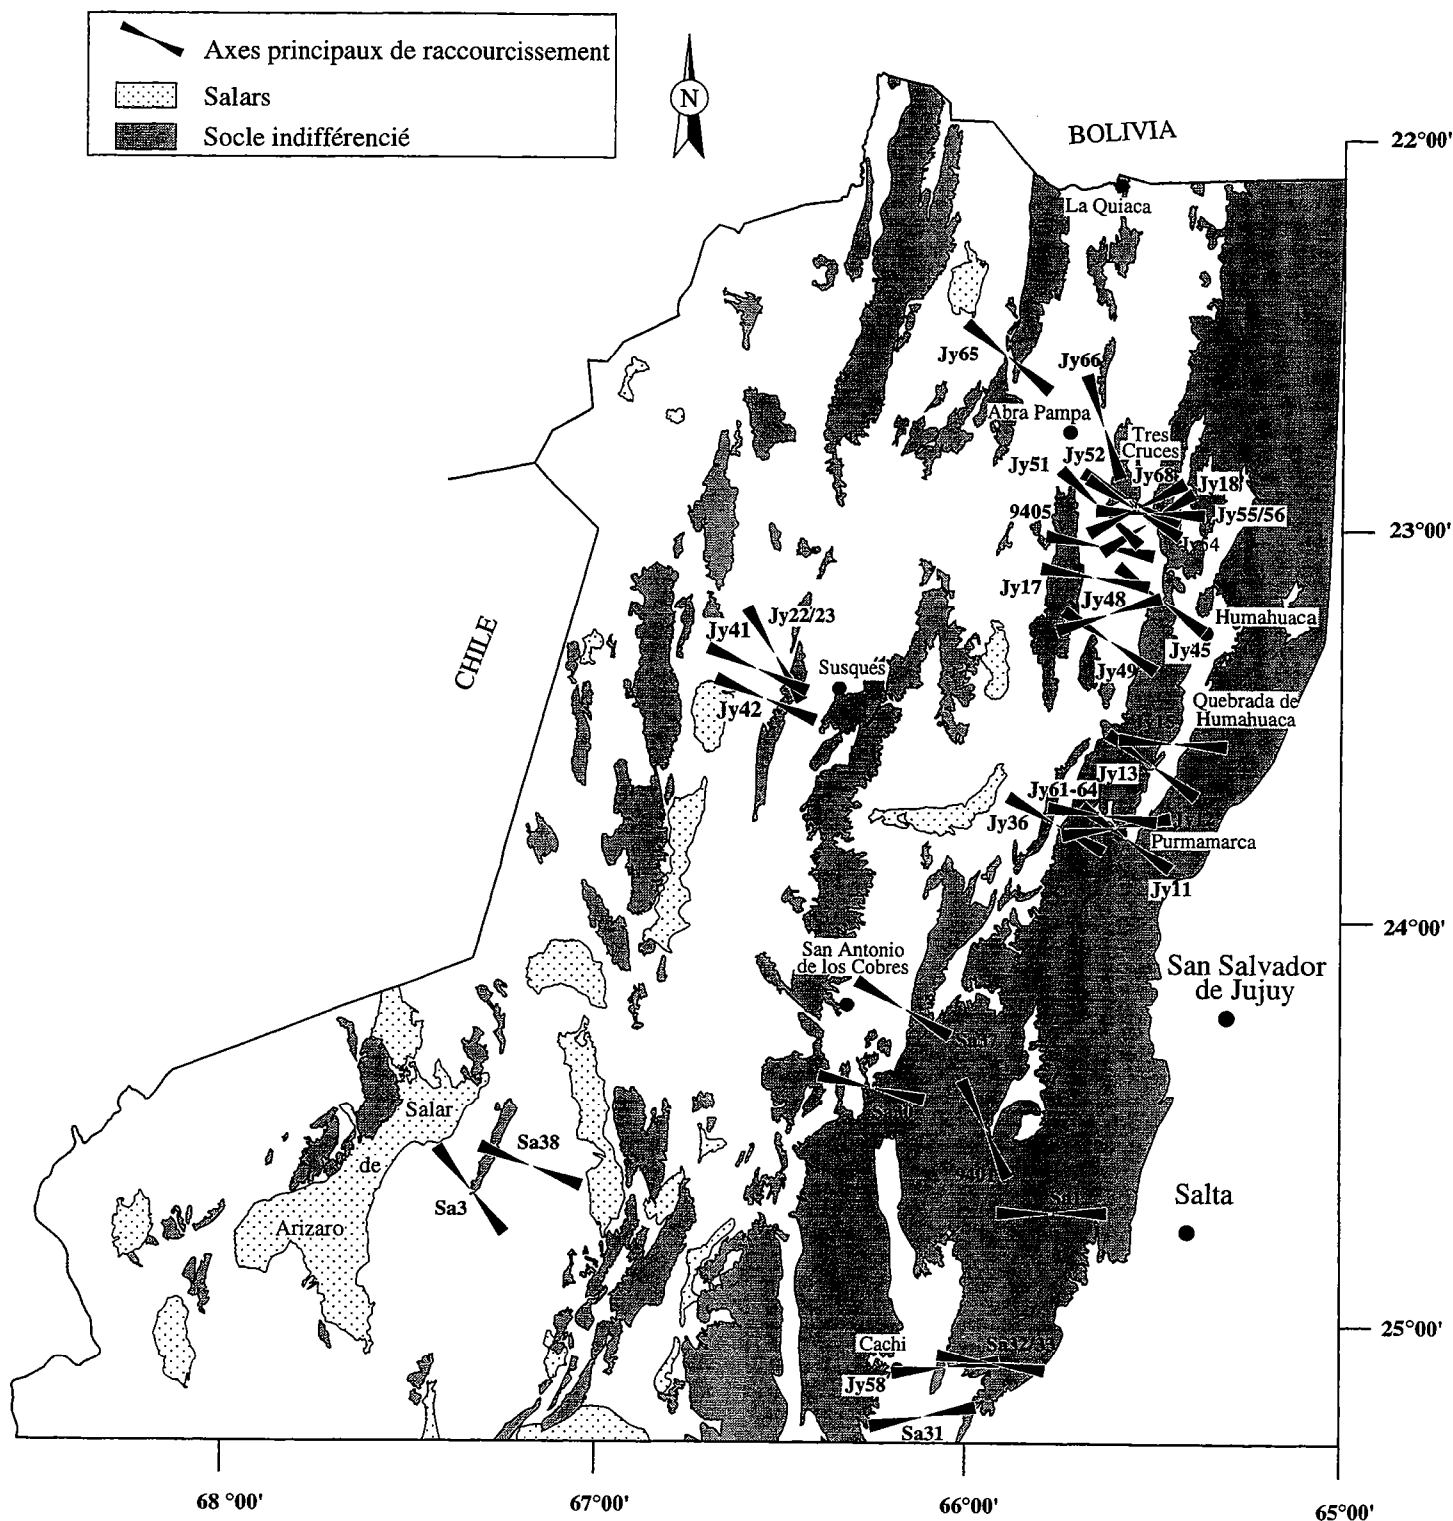 Axes principaux de raccourcissement
Salars
Socle indifférencié
N
BOLIVIA
22°00'
La Quiaca
Jy65
Jy66
Abra Pampa
Tres
Cruces
Jy52
Jy51
Jy68
Jy18
9405
Jy55/56
23°00'
Jy17
Jy48
Jy22/23
Jy41
Humahuaca
CHILE
Jy45
Susques
Jy49
Jy42
Quebrada de
Humahuaca
Jy13
Jy61-64
Jy36
Purmamarca
Jy11
24°00'
San Antonio
de los Cobres
San Salvador
de Jujuy
Salar
Sa38
de
Sa3
Salta
Arizaro
Sa1
25°00'
Cachi
Jy58
Sa31
68°00'
67°00'
66°00'
65°00'